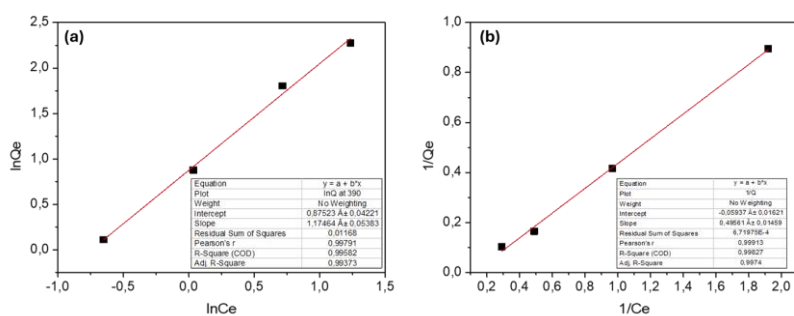 (a)
2,5
2,0
1,5
1,0
0,5
0,0
lnQe
-1,0 -0,5 0,0 0,5 1,0 1,5
lnCe
Equation y = a + b*x
Plot lnQ at 390
Weight No Weighting
Intercept 0,87523 Â± 0,04221
Slope 1,17464 Â± 0,05383
Residual Sum of Squares 0,01168
Pearson's r 0,99791
R-Square (COD) 0,99582
Adj. R-Square 0,99373
(b)
1,0
0,8
0,6
0,4
0,2
0,0
1/Qe
0,2 0,4 0,6 0,8 1,0 1,2 1,4 1,6 1,8 2,0
1/Ce
Equation y = a + b*x
Plot 1/Q
Weight No Weighting
Intercept -0,05937 Â± 0,01621
Slope 0,49561 Â± 0,01459
Residual Sum of Squares 6,71975E-4
Pearson's r 0,99913
R-Square (COD) 0,99827
Adj. R-Square 0,9974